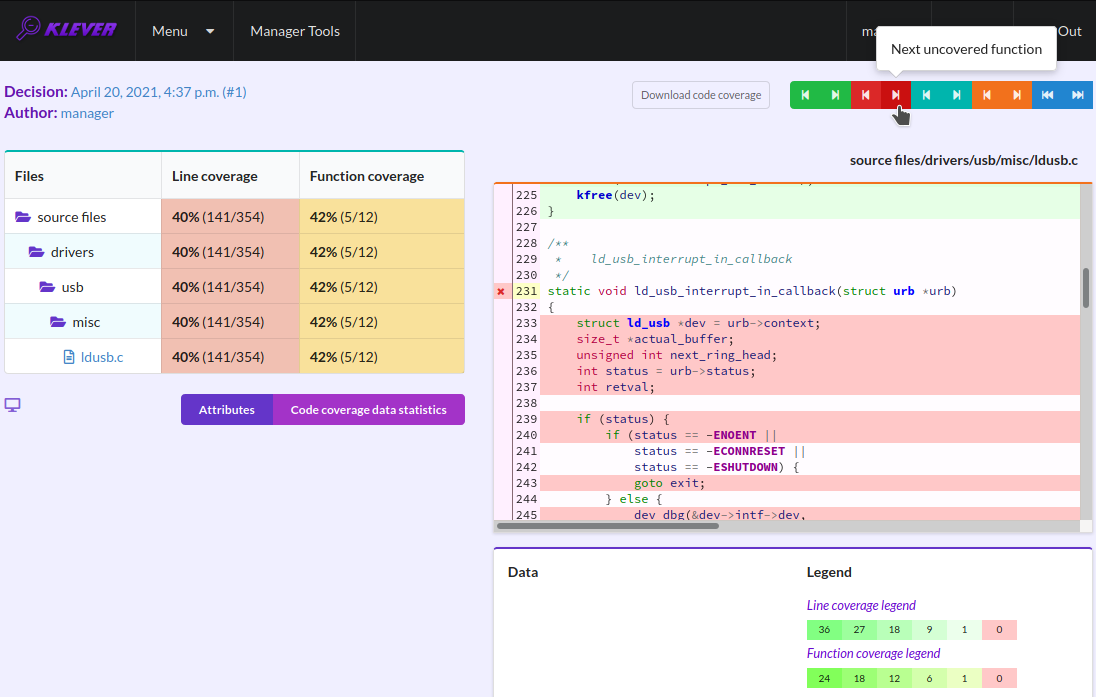 KLEVER
Menu
Manager Tools
ma
Out
Next uncovered function
Decision: April 20, 2021, 4:37 p.m. (#1)
Author: manager
Download code coverage
source files/drivers/usb/misc/ldusb.c
Files Line coverage Function coverage
source files 40% (141/354) 42% (5/12)
drivers 40% (141/354) 42% (5/12)
usb 40% (141/354) 42% (5/12)
misc 40% (141/354) 42% (5/12)
ldusb.c 40% (141/354) 42% (5/12)
Attributes
Code coverage data statistics
225 kfree(dev);
226 }
227
228 /**
229 * ld_usb_interrupt_in_callback
230 */
231 static void ld_usb_interrupt_in_callback(struct urb *urb)
232 {
233 struct ld_usb *dev = urb->context;
234 size_t *actual_buffer;
235 unsigned int next_ring_head;
236 int status = urb->status;
237 int retval;
238
239 if (status) {
240 if (status == -ENOENT ||
241 status == -ECONNRESET ||
242 status == -ESHUTDOWN) {
243 goto exit;
244 } else {
245 dev_dbg(&dev->intf->dev,
Data
Legend
Line coverage legend
36 27 18 9 1 0
Function coverage legend
24 18 12 6 1 0